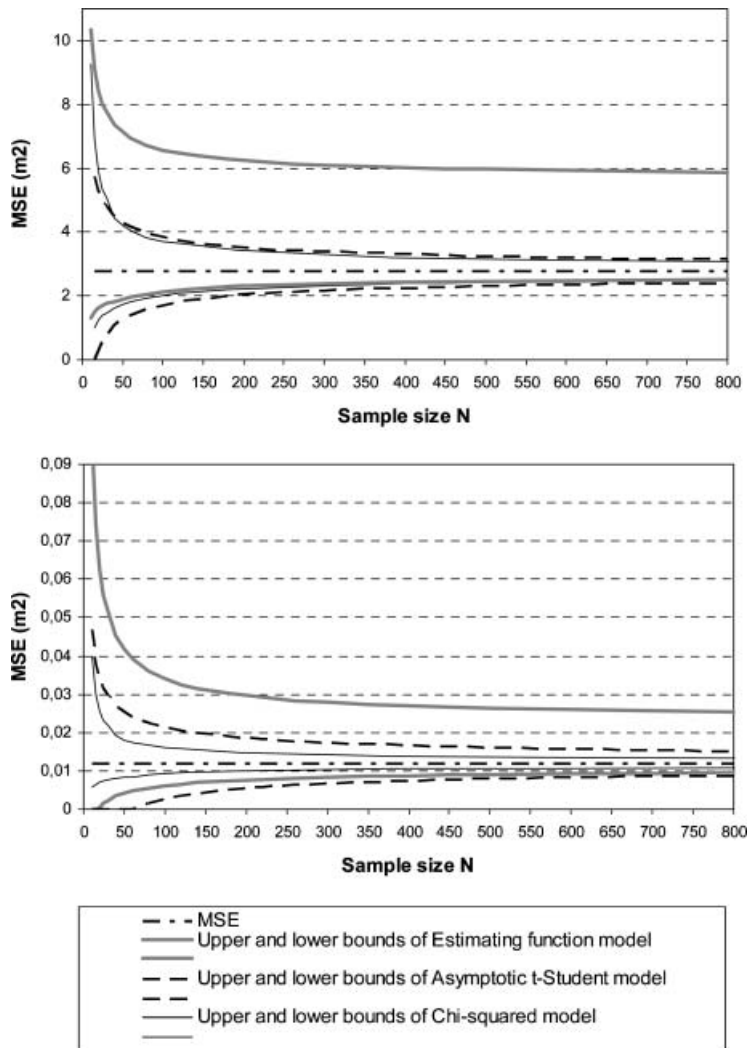 10
8
6
4
2
0
MSE (m2)
0 50 100 150 200 250 300 350 400 450 500 550 600 650 700 750 800
Sample size N
0,09
0,08
0,07
0,06
0,05
0,04
0,03
0,02
0,01
0
MSE (m2)
0 50 100 150 200 250 300 350 400 450 500 550 600 650 700 750 800
Sample size N
MSE
Upper and lower bounds of Estimating function model
Upper and lower bounds of Asymptotic t-Student model
Upper and lower bounds of Chi-squared model